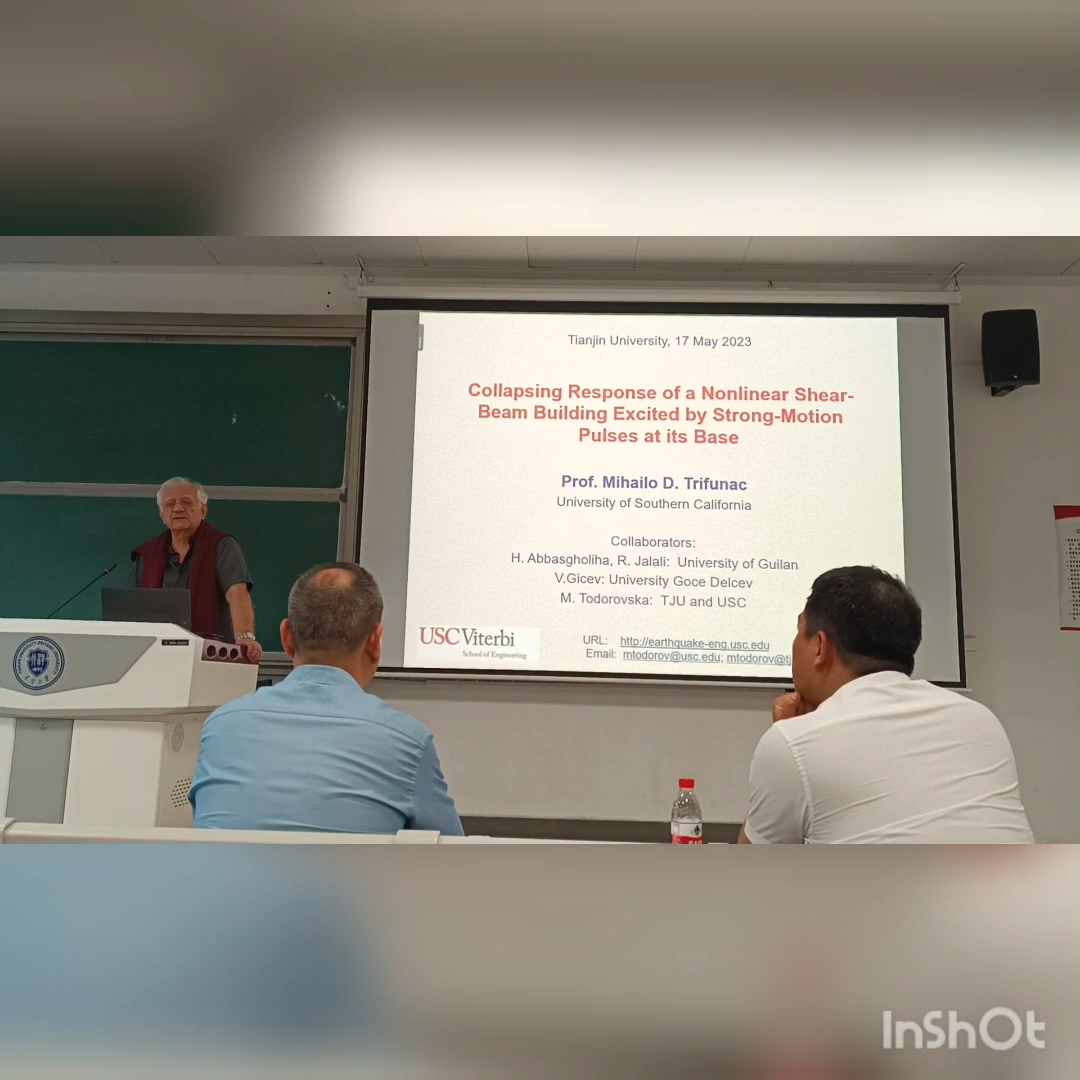 Tianjin University, 17 May 2023
Collapsing Response of a Nonlinear Shear-
Beam Building Excited by Strong-Motion
Pulses at its Base
Prof. Mihailo D. Trifunac
University of Southern California
Collaborators:
H. Abbasgholiha, R. Jalali: University of Guilan
V.Gicev: University Goce Delcev
M. Todorovska: TJU and USC
USC Viterbi
School of Engineering
URL: http://earthquake-eng.usc.edu
Email: mtodorov@usc.edu; mtodorov@tj
InShOt